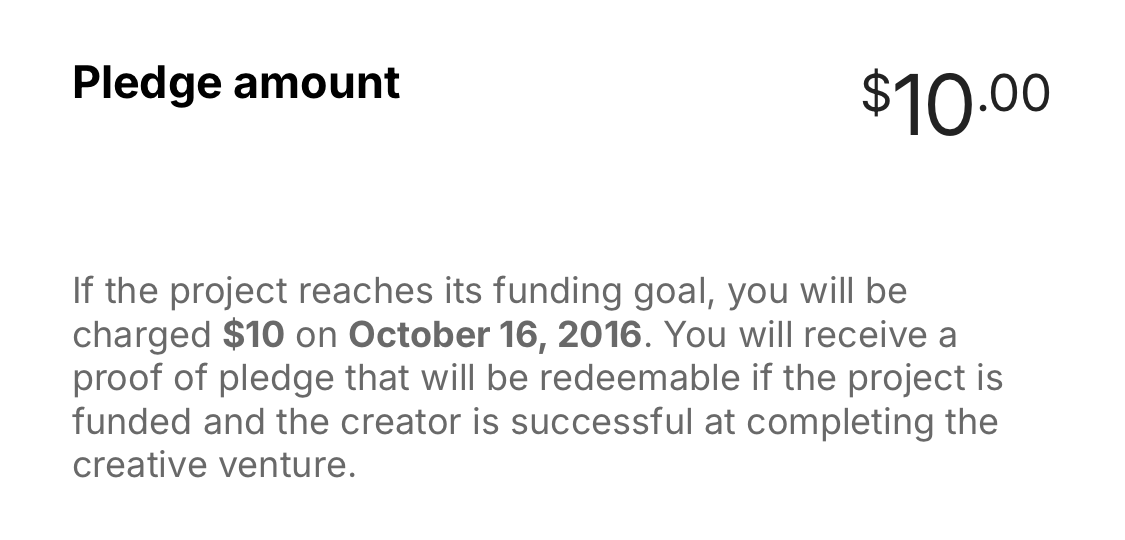 Pledge amount $10.00
If the project reaches its funding goal, you will be
charged $10 on October 16, 2016. You will receive a
proof of pledge that will be redeemable if the project is
funded and the creator is successful at completing the
creative venture.